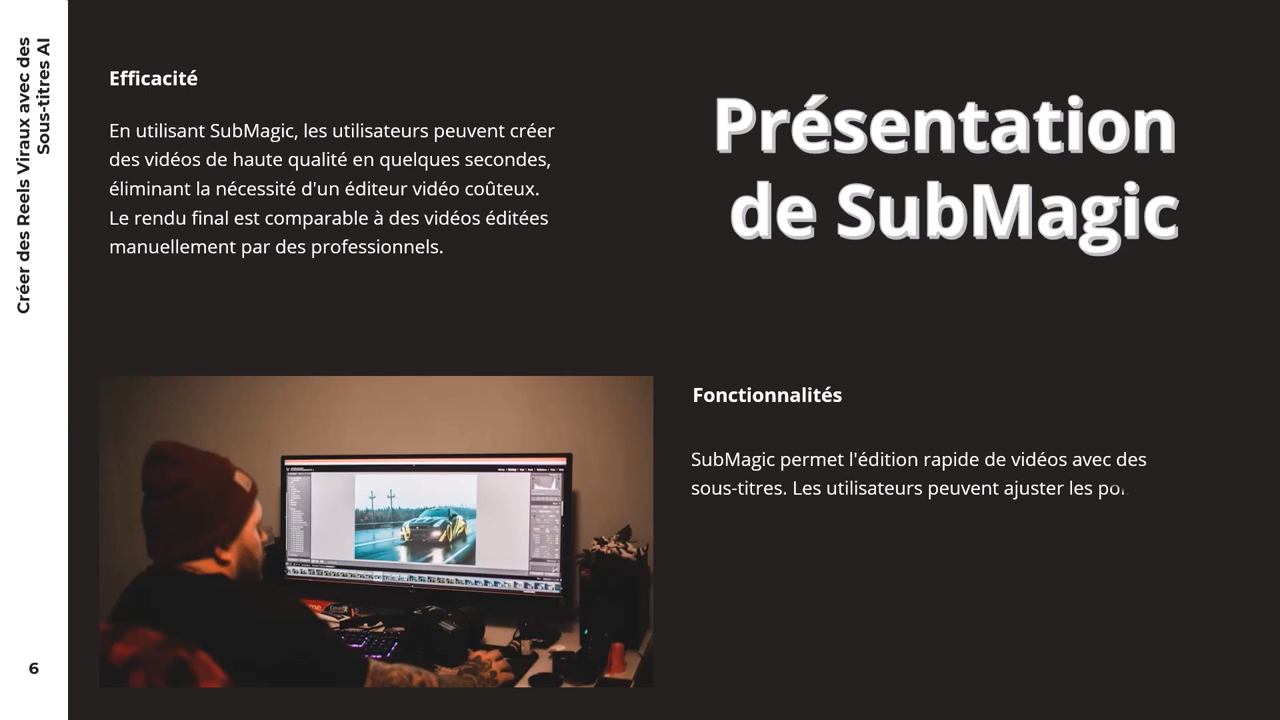 Créer des Reels Viraux avec des
Sous-titres AI
Efficacité
En utilisant SubMagic, les utilisateurs peuvent créer
des vidéos de haute qualité en quelques secondes,
éliminant la nécessité d'un éditeur vidéo coûteux.
Le rendu final est comparable à des vidéos éditées
manuellement par des professionnels.
Présentation
de SubMagic
Fonctionnalités
SubMagic permet l'édition rapide de vidéos avec des
sous-titres. Les utilisateurs peuvent ajuster les
6